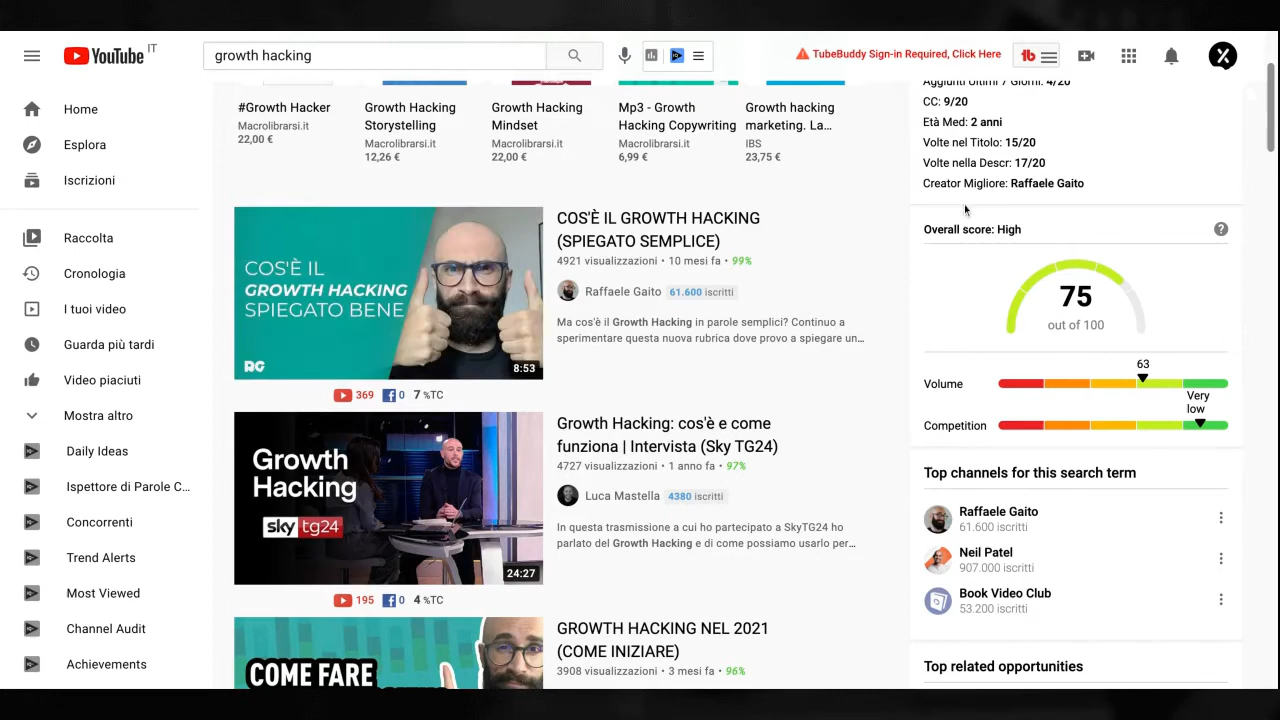 YouTube IT
growth hacking
TubeBuddy Sign-in Required, Click Here
Home
Esplora
Iscrizioni
Raccolta
Cronologia
I tuoi video
Guarda più tardi
Video piaciuti
Mostra altro
Daily Ideas
Ispettore di Parole C...
Concorrenti
Trend Alerts
Most Viewed
Channel Audit
Achievements
#Growth Hacker
Macrolibrarsi.it
22,00 €
Growth Hacking
Storystelling
Macrolibrarsi.it
12,26 €
Growth Hacking
Mindset
Macrolibrarsi.it
22,00 €
Mp3 - Growth
Hacking Copywriting
Macrolibrarsi.it
6,99 €
Growth hacking
marketing. La...
IBS
23,75 €
COS'È IL
GROWTH HACKING
SPIEGATO BENE
RG
8:53
COS'È IL GROWTH HACKING
(SPIEGATO SEMPLICE)
4921 visualizzazioni • 10 mesi fa • 99%
Raffaele Gaito 61.600 iscritti
Ma cos'è il Growth Hacking in parole semplici? Continuo a
sperimentare questa nuova rubrica dove provo a spiegare un...
369 0 7 %TC
Growth
Hacking
sky tg24
24:27
Growth Hacking: cos'è e come
funziona | Intervista (Sky TG24)
4727 visualizzazioni • 1 anno fa • 97%
Luca Mastella 4380 iscritti
In questa trasmissione a cui ho partecipato a SkyTG24 ho
parlato del Growth Hacking e di come possiamo usarlo per...
195 0 4 %TC
COME FARE
GROWTH HACKING NEL 2021
(COME INIZIARE)
3908 visualizzazioni • 3 mesi fa • 96%
Aggiunti Ultimi 7 Giorni: 4/20
CC: 9/20
Età Med: 2 anni
Volte nel Titolo: 15/20
Volte nella Descr: 17/20
Creator Migliore: Raffaele Gaito
Overall score: High
75
out of 100
63
Volume
Very
low
Competition
Top channels for this search term
Raffaele Gaito
61.600 iscritti
Neil Patel
907.000 iscritti
Book Video Club
53.200 iscritti
Top related opportunities